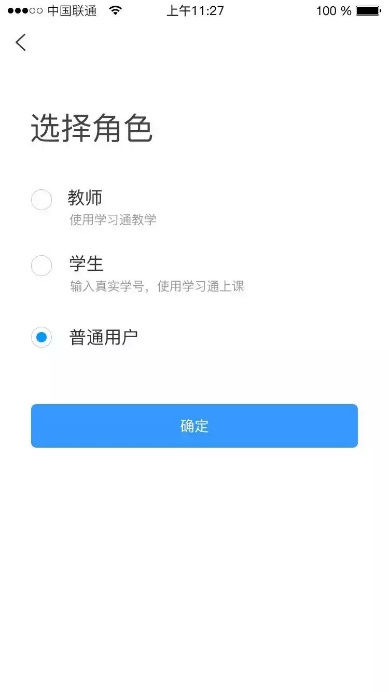 中国联通 上午11:27 100 %
选择角色
教师
使用学习通教学
学生
输入真实学号，使用学习通上课
普通用户
确定